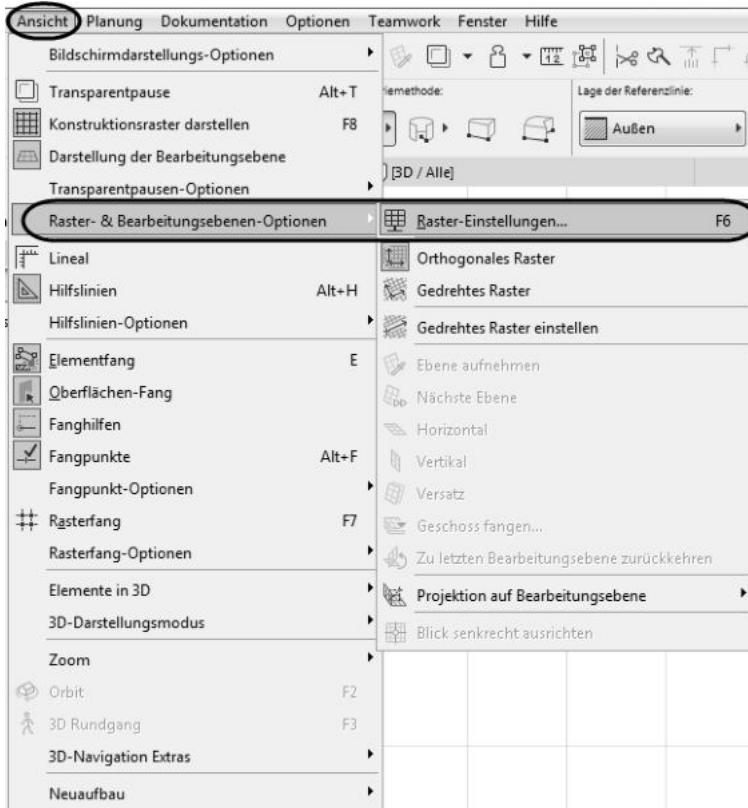 Ansicht Planung Dokumentation Optionen Teamwork Fenster Hilfe
Bildschirmdarstellungs-Optionen
Transparentpause Alt+T
Konstruktionsraster darstellen F8
Darstellung der Bearbeitungsebene
Transparentpausen-Optionen
Raster- & Bearbeitungsebenen-Optionen
Lineal
Hilfslinien Alt+H
Hilfslinien-Optionen
Elementfang E
Oberflächen-Fang
Fanghilfen
Fangpunkte Alt+F
Fangpunkt-Optionen
Rasterfang F7
Rasterfang-Optionen
Elemente in 3D
3D-Darstellungsmodus
Zoom
Orbit F2
3D Rundgang F3
3D-Navigation Extras
Neuaufbau
Lage der Referenzlinie:
Außen
[3D / Alle]
Raster-Einstellungen... F6
Orthogonales Raster
Gedrehtes Raster
Gedrehtes Raster einstellen
Ebene aufnehmen
Nächste Ebene
Horizontal
Vertikal
Versatz
Geschoss fangen...
Zu letzten Bearbeitungsebene zurückkehren
Projektion auf Bearbeitungsebene
Blick senkrecht ausrichten